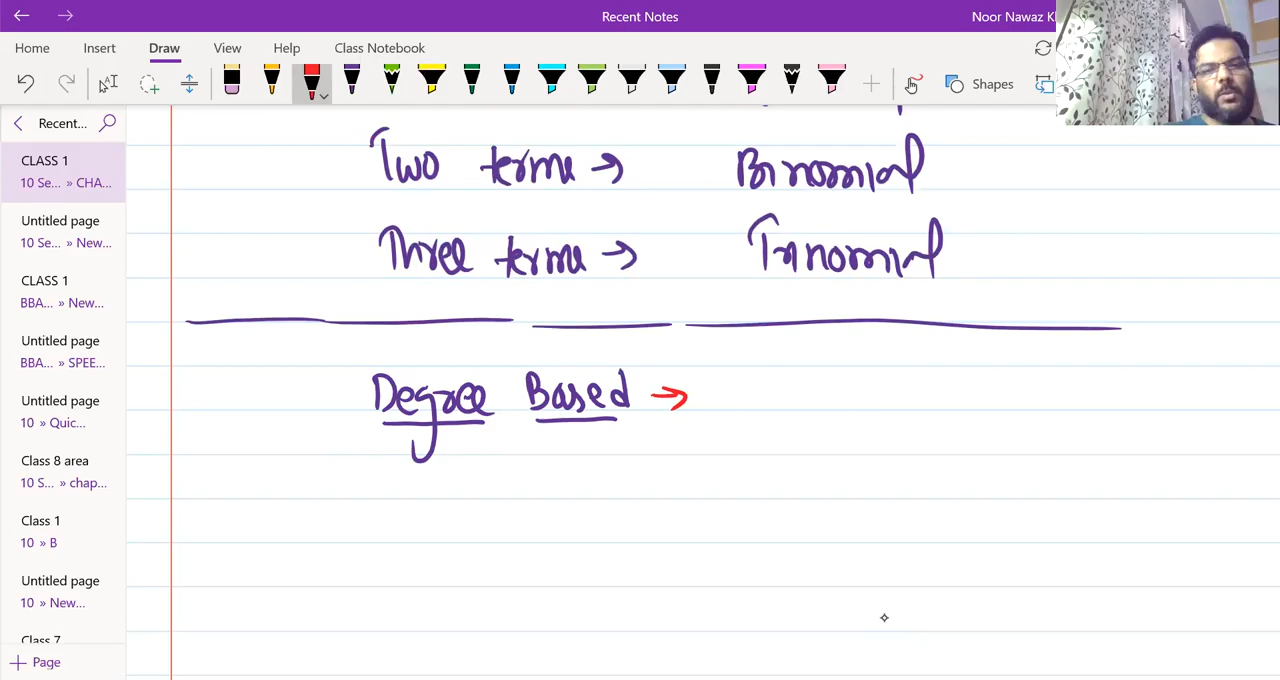 Recent Notes
Noor Nawaz Kh
Home Insert Draw View Help Class Notebook
Shapes
Recent...
CLASS 1
10 Se... » CHA...
Untitled page
10 Se... » New...
CLASS 1
BBA... » New...
Untitled page
BBA... » SPEE...
Untitled page
10 » Quic...
Class 8 area
10 S... » chap...
Class 1
10 » B
Untitled page
10 » New...
Class 7
Page
Two terms → Binomial
Three terms → Trinomial
Degree Based →